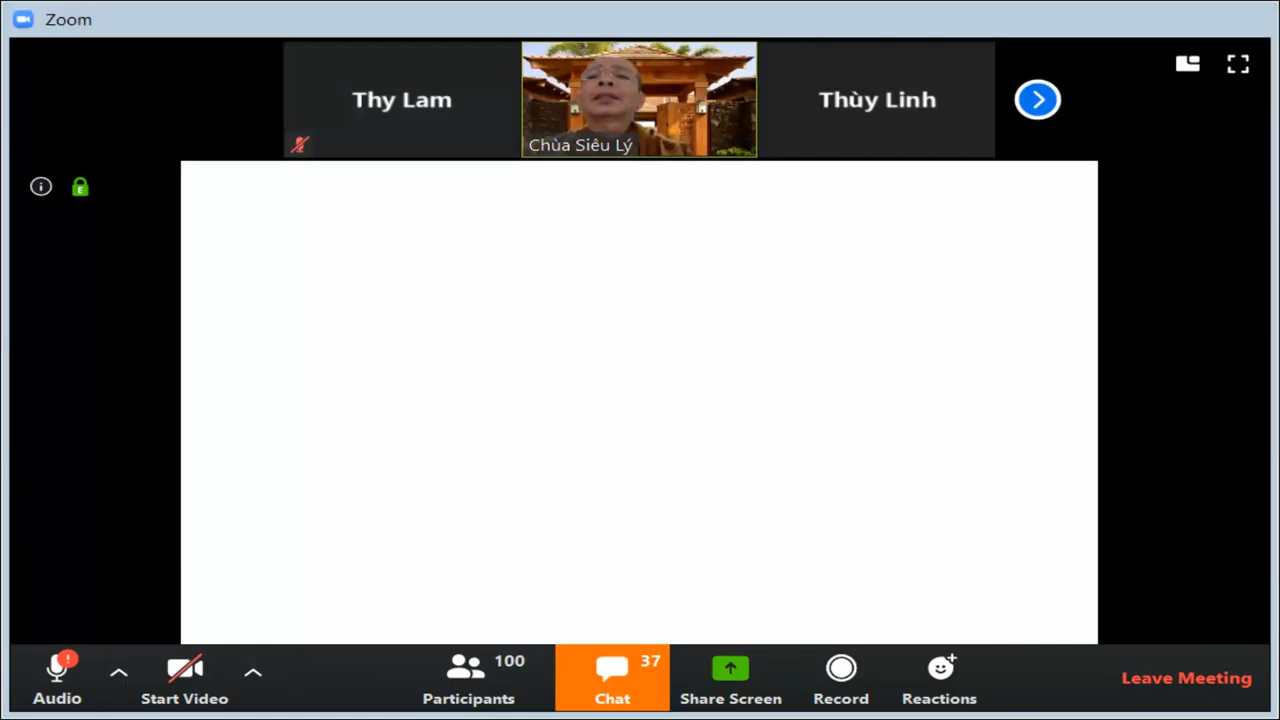 Zoom
Thy Lam
Chùa Siêu Lý
Thùy Linh
E
100
37
Audio
Start Video
Participants
Chat
Share Screen
Record
Reactions
Leave Meeting